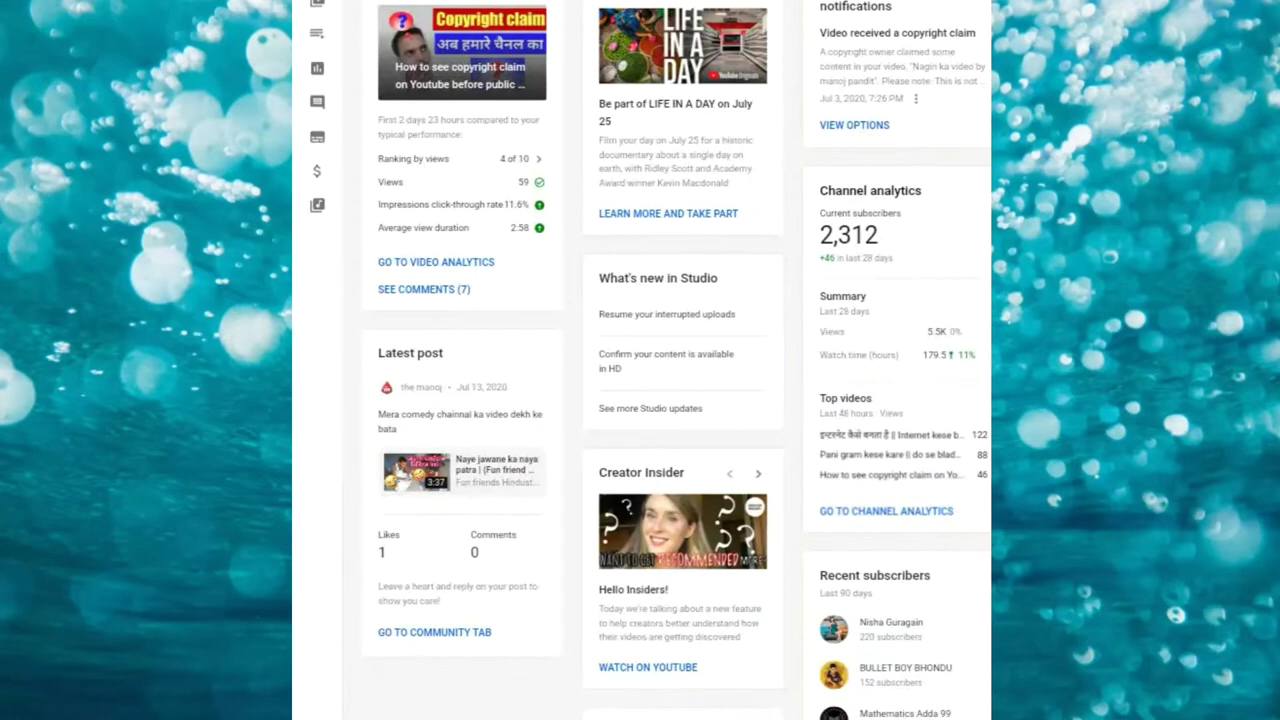 Copyright claim
अब हमारे चैनल का
How to see copyright claim
on Youtube before public ...
First 2 days 23 hours compared to your
typical performance:
Ranking by views 4 of 10
Views 59
Impressions click-through rate 11.6%
Average view duration 2:58
GO TO VIDEO ANALYTICS
SEE COMMENTS (7)
Latest post
the manoj • Jul 13, 2020
Mera comedy chainnal ka video dekh ke
bata
Naye jawane ka naya
patra | (Fun friend ...
Fun friends Hindust...
3:37
Likes Comments
1 0
Leave a heart and reply on your post to
show you care!
GO TO COMMUNITY TAB
LIFE
IN A
DAY
YouTube Originals
Be part of LIFE IN A DAY on July
25
Film your day on July 25 for a historic
documentary about a single day on
earth, with Ridley Scott and Academy
Award winner Kevin Macdonald
LEARN MORE AND TAKE PART
What's new in Studio
Resume your interrupted uploads
Confirm your content is available
in HD
See more Studio updates
Creator Insider
WANT TO GET RECOMMENDED MORE
Hello Insiders!
Today we're talking about a new feature
to help creators better understand how
their videos are getting discovered
WATCH ON YOUTUBE
notifications
Video received a copyright claim
A copyright owner claimed some
content in your video, "Nagin ka video by
manoj pandit". Please note: This is not ...
Jul 3, 2020, 7:26 PM
VIEW OPTIONS
Channel analytics
Current subscribers
2,312
+46 in last 28 days
Summary
Last 28 days
Views 5.5K 0%
Watch time (hours) 179.5 11%
Top videos
Last 48 hours · Views
इन्टरनेट कैसे बनता है || Internet kese b... 122
Pani gram kese kare || do se blad... 88
How to see copyright claim on Yo... 46
GO TO CHANNEL ANALYTICS
Recent subscribers
Last 90 days
Nisha Guragain
220 subscribers
BULLET BOY BHONDU
152 subscribers
Mathematics Adda 99